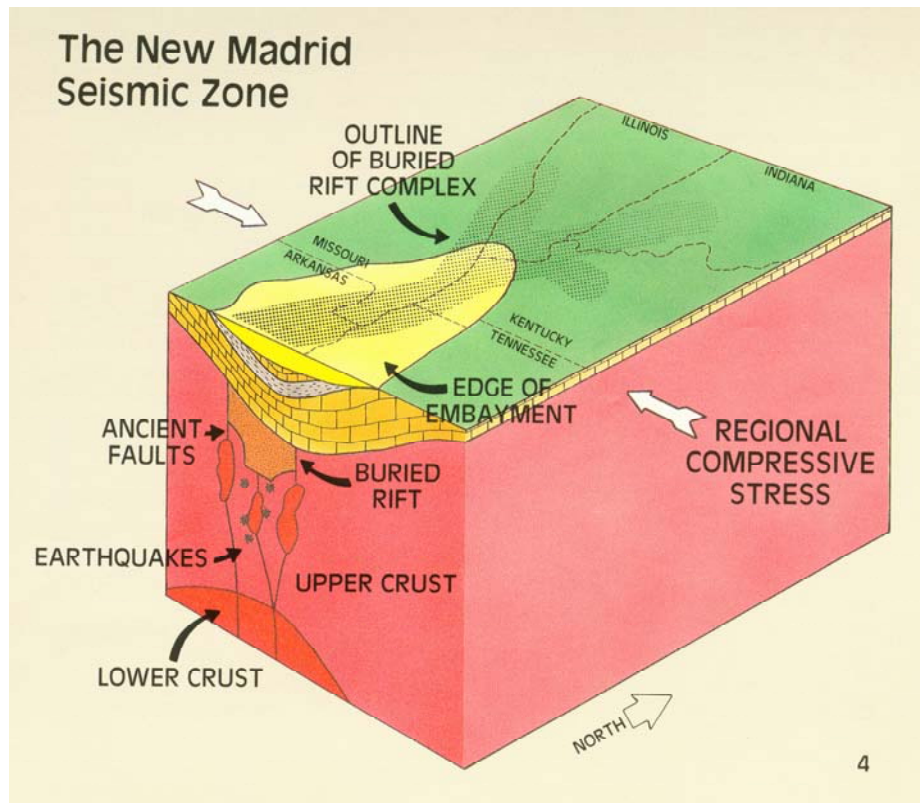 The New Madrid
Seismic Zone
OUTLINE
OF BURIED
RIFT COMPLEX
ILLINOIS
INDIANA
MISSOURI
ARKANSAS
KENTUCKY
TENNESSEE
EDGE OF
EMBAYMENT
ANCIENT
FAULTS
BURIED
RIFT
REGIONAL
COMPRESSIVE
STRESS
EARTHQUAKES
UPPER CRUST
LOWER CRUST
NORTH
4